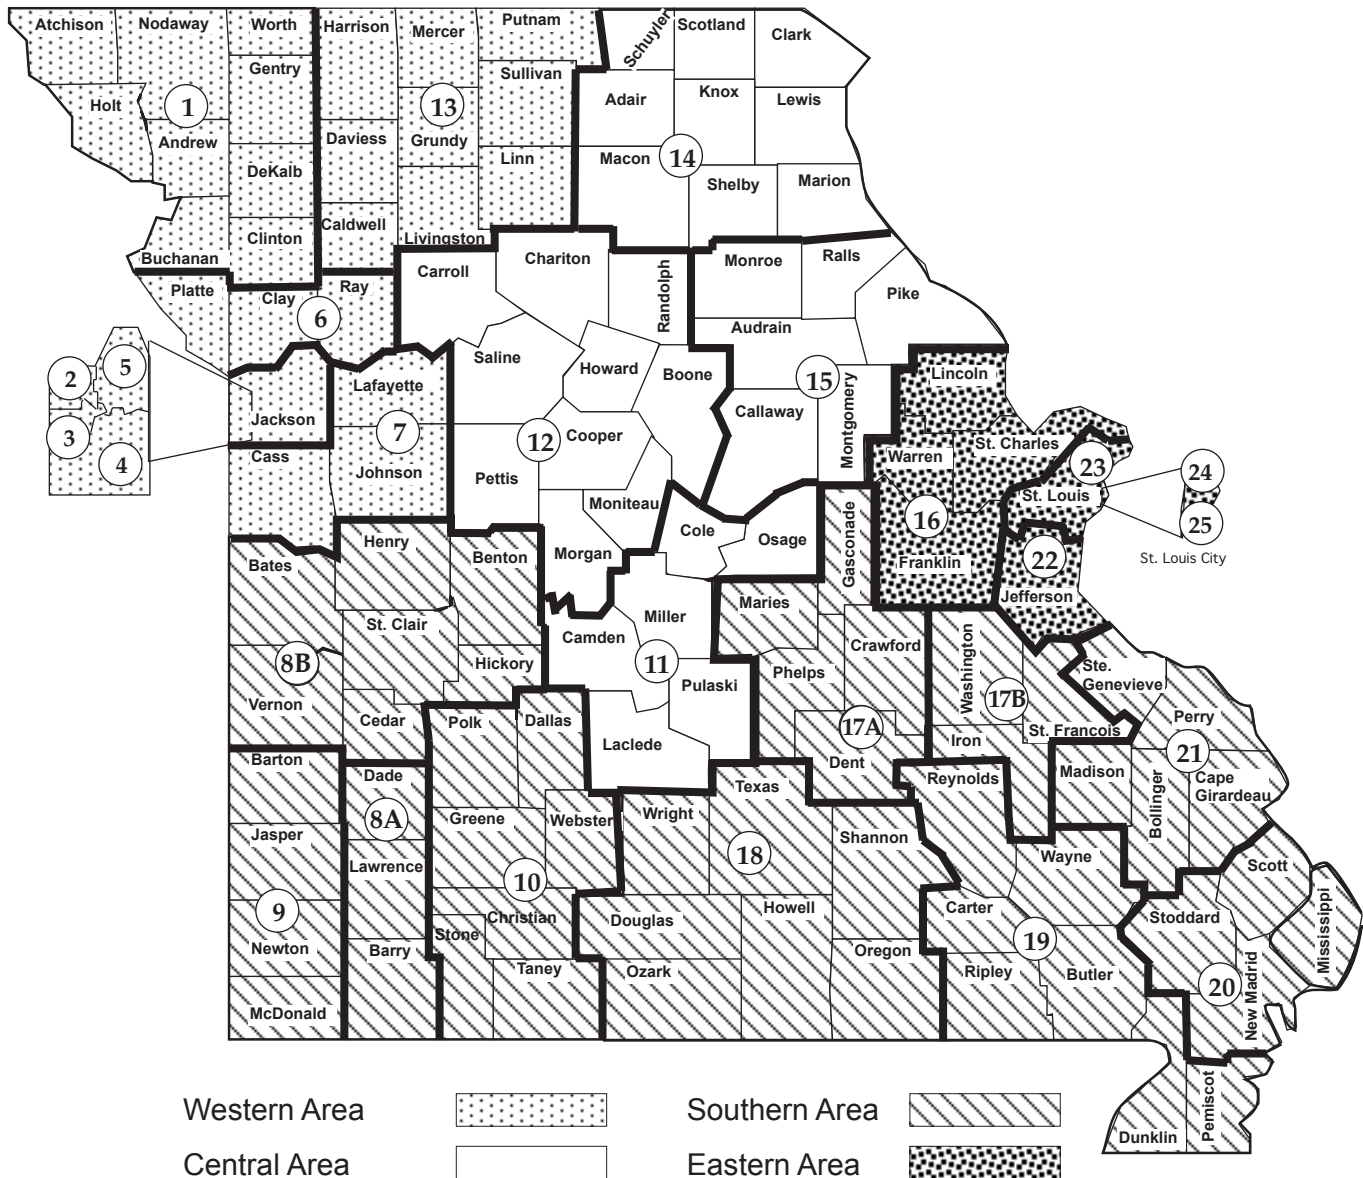 Atchison
Nodaway
Worth
Harrison
Mercer
Putnam
Schuyler
Scotland
Clark
Gentry
Sullivan
Holt
1
13
Adair
Knox
Lewis
Andrew
Daviess
Grundy
Linn
Macon
14
DeKalb
Shelby
Marion
Caldwell
Clinton
Livingston
Buchanan
Chariton
Carroll
Randolph
Monroe
Ralls
Platte
Clay
Ray
Pike
6
Audrain
5
2
Saline
Howard
Boone
15
Lincoln
Lafayette
Jackson
7
Callaway
Montgomery
3
4
Cass
Johnson
12
Cooper
St. Charles
Warren
23
24
Pettis
Moniteau
St. Louis
16
25
Cole
Osage
Gasconade
Franklin
22
St. Louis City
Henry
Benton
Morgan
Bates
Jefferson
Maries
Miller
St. Clair
Camden
Crawford
Washington
8B
Hickory
11
Phelps
Ste.
Genevieve
Vernon
Pulaski
17B
Cedar
Polk
Dallas
17A
Iron
St. Francois
Perry
Laclede
21
Barton
Dent
Dade
Texas
Reynolds
Madison
Bollinger
Cape
Girardeau
8A
Greene
Webster
Wright
Jasper
Shannon
Lawrence
18
Wayne
Scott
10
9
Christian
Douglas
Howell
Carter
Stoddard
Mississippi
Stone
Newton
Barry
19
Oregon
Taney
Ozark
Ripley
Butler
20
New Madrid
McDonald
Pemiscot
Dunklin
Western Area
Southern Area
Central Area
Eastern Area